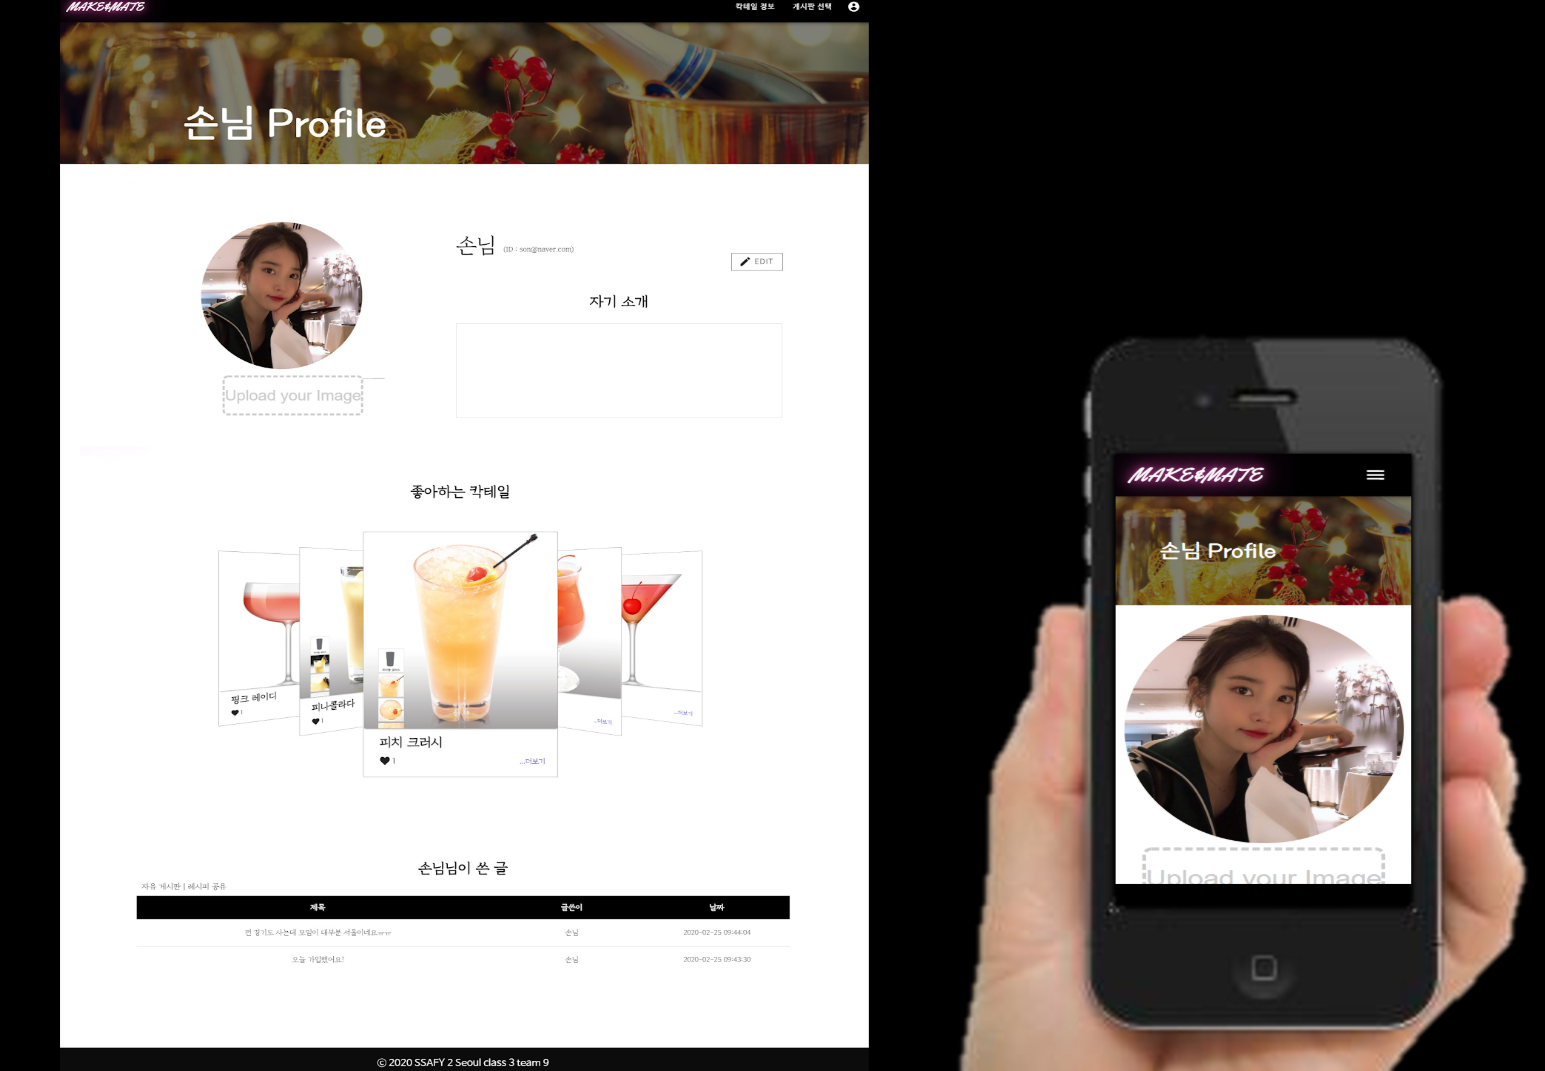 MAKE&MATE
칵테일 정보 게시판 선택
손님 Profile
손님 (ID : son@naver.com)
EDIT
자기 소개
Upload your Image
좋아하는 칵테일
핑크 레이디
1
피나콜라다
1
피치 크러시
1
...더보기
...더보기
...더보기
손님님이 쓴 글
자유 게시판 | 레시피 공유
제목 글쓴이 날짜
전 경기도 사는데 모임이 대부분 서울이네요ㅠㅠ 손님 2020-02-25 09:44:04
오늘 가입했어요! 손님 2020-02-25 09:43:30
© 2020 SSAFY 2 Seoul class 3 team 9
MAKE&MATE
손님 Profile
Upload your Image